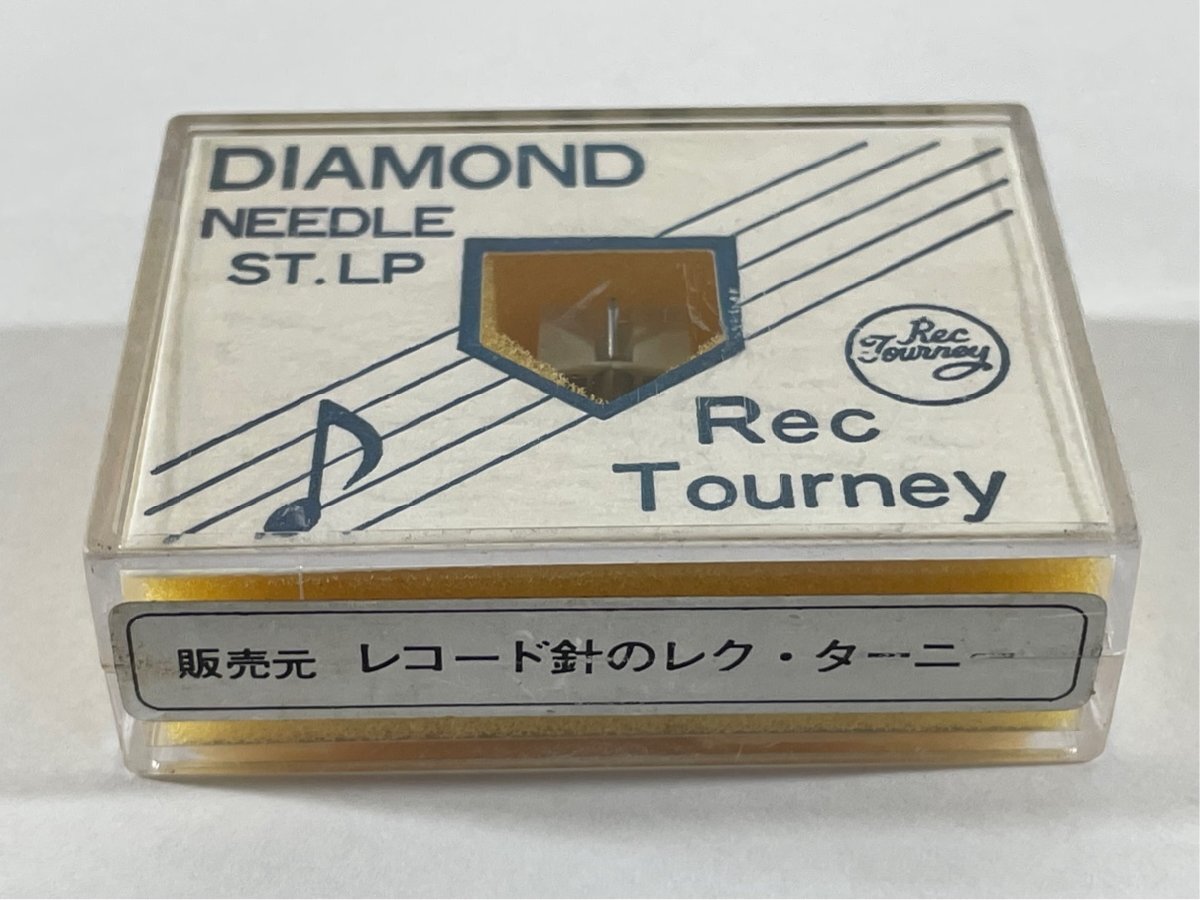 DIAMOND
NEEDLE
ST. LP
Rec
Tourney
Rec
Tourney
販売元 レコード針のレク・ターニー